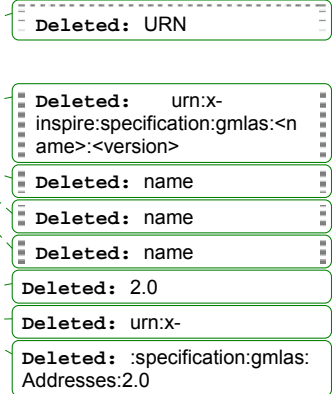 Deleted: URN
Deleted: urn:x-
inspire:specification:gmlas:<n
ame>:<version>
Deleted: name
Deleted: name
Deleted: name
Deleted: 2.0
Deleted: urn:x-
Deleted: :specification:gmlas:
Addresses:2.0